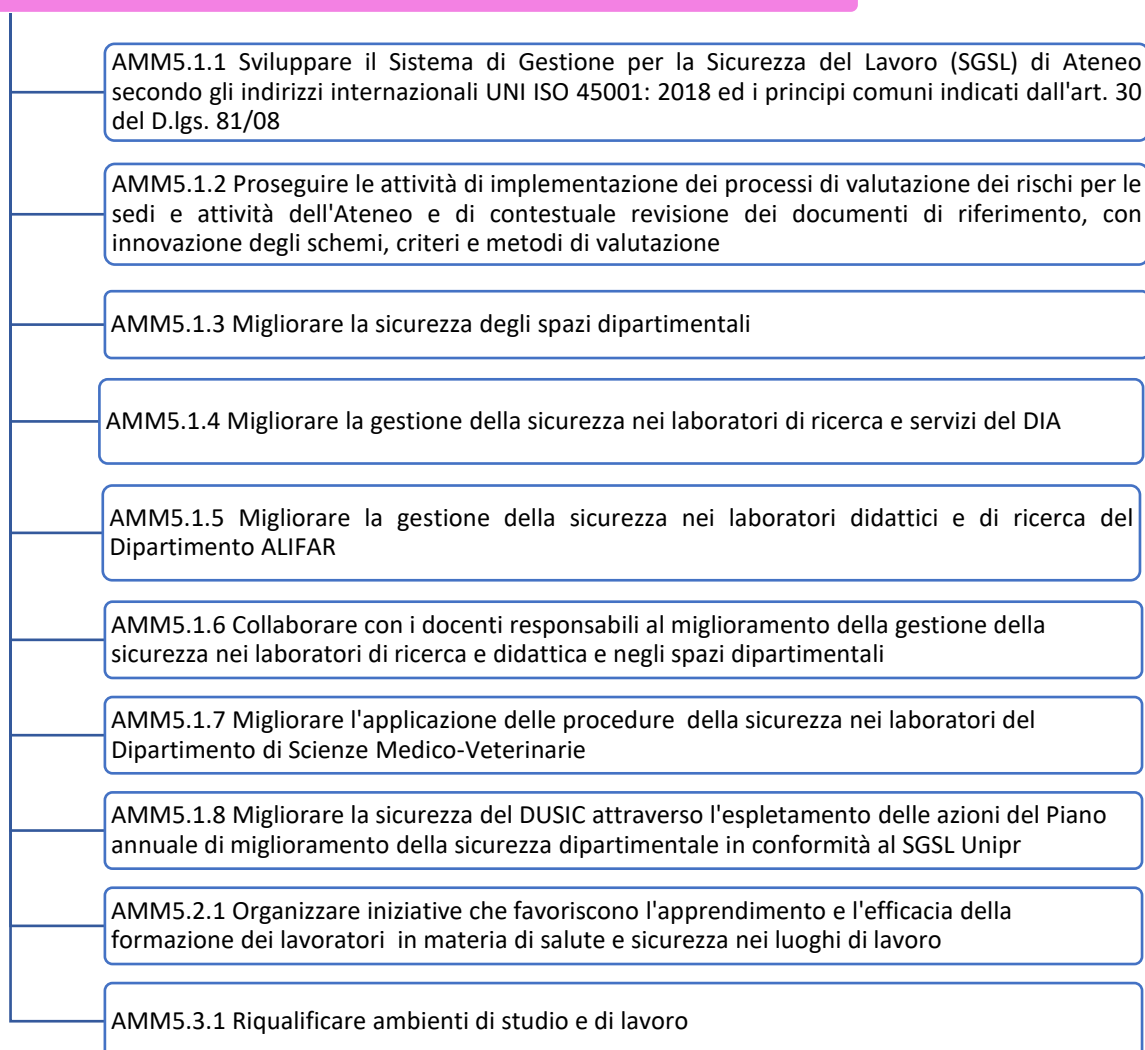 AMM5.1.1 Sviluppare il Sistema di Gestione per la Sicurezza del Lavoro (SGSL) di Ateneo
secondo gli indirizzi internazionali UNI ISO 45001: 2018 ed i principi comuni indicati dall'art. 30
del D.lgs. 81/08
AMM5.1.2 Proseguire le attività di implementazione dei processi di valutazione dei rischi per le
sedi e attività dell'Ateneo e di contestuale revisione dei documenti di riferimento, con
innovazione degli schemi, criteri e metodi di valutazione
AMM5.1.3 Migliorare la sicurezza degli spazi dipartimentali
AMM5.1.4 Migliorare la gestione della sicurezza nei laboratori di ricerca e servizi del DIA
AMM5.1.5 Migliorare la gestione della sicurezza nei laboratori didattici e di ricerca del
Dipartimento ALIFAR
AMM5.1.6 Collaborare con i docenti responsabili al miglioramento della gestione della
sicurezza nei laboratori di ricerca e didattica e negli spazi dipartimentali
AMM5.1.7 Migliorare l'applicazione delle procedure  della sicurezza nei laboratori del
Dipartimento di Scienze Medico-Veterinarie
AMM5.1.8 Migliorare la sicurezza del DUSIC attraverso l'espletamento delle azioni del Piano
annuale di miglioramento della sicurezza dipartimentale in conformità al SGSL Unipr
AMM5.2.1 Organizzare iniziative che favoriscono l'apprendimento e l'efficacia della
formazione dei lavoratori  in materia di salute e sicurezza nei luoghi di lavoro
AMM5.3.1 Riqualificare ambienti di studio e di lavoro